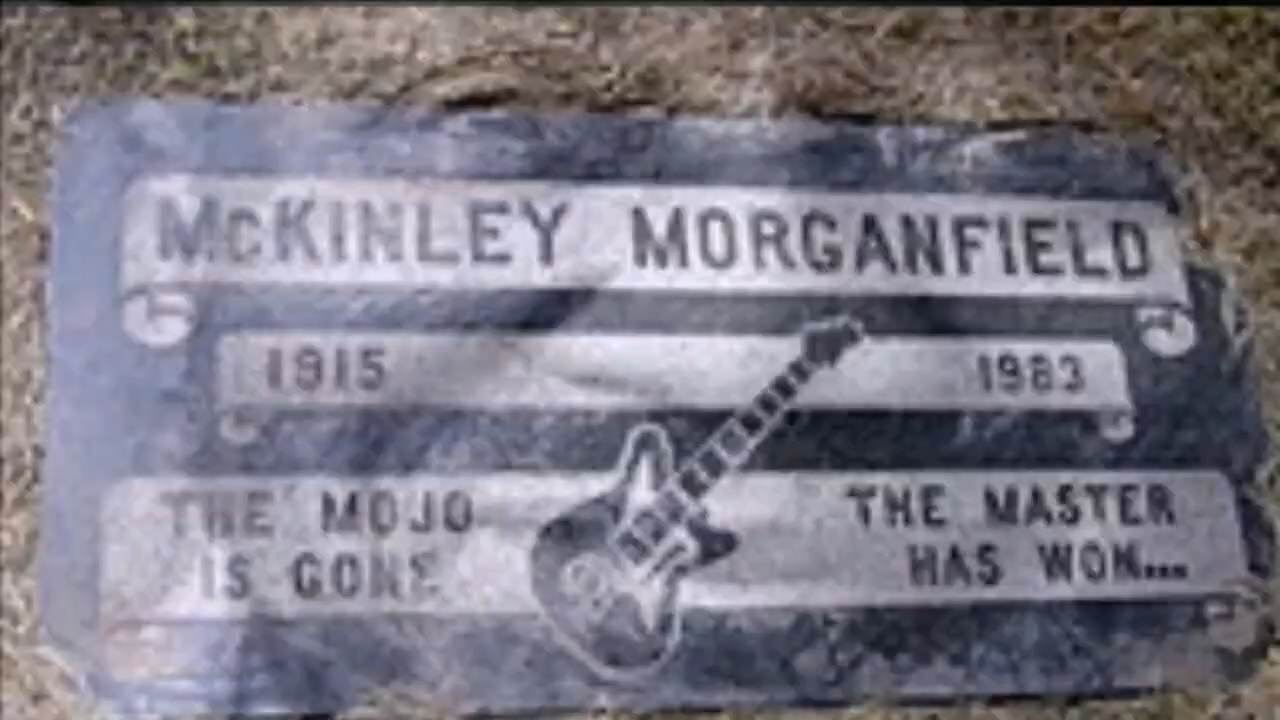 McKINLEY MORGANFIELD
1915 1983
THE MOJO
IS GONE
THE MASTER
HAS WON...